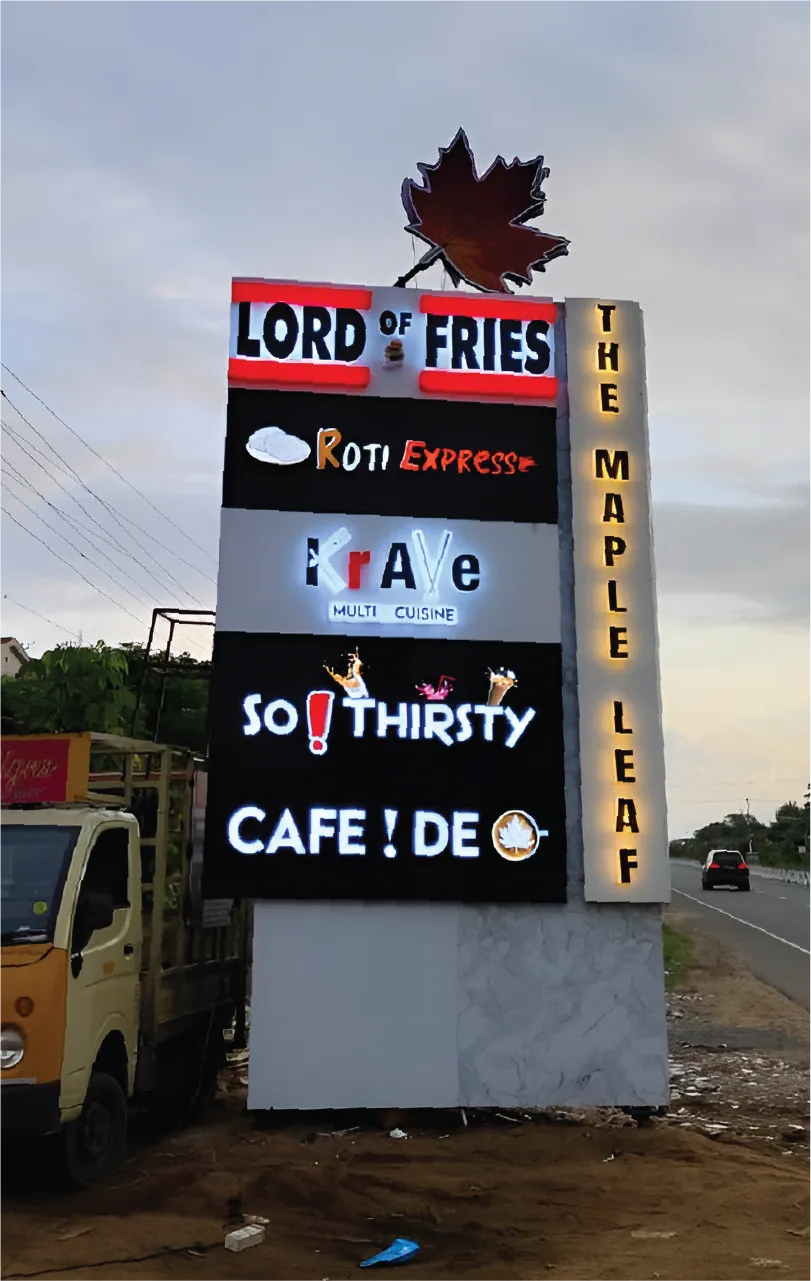 LORD OF FRIES
ROTI EXPRESS
KrAVe
MULTI CUISINE
SO! THIRSTY
CAFE ! DE
THE MAPLE LEAF